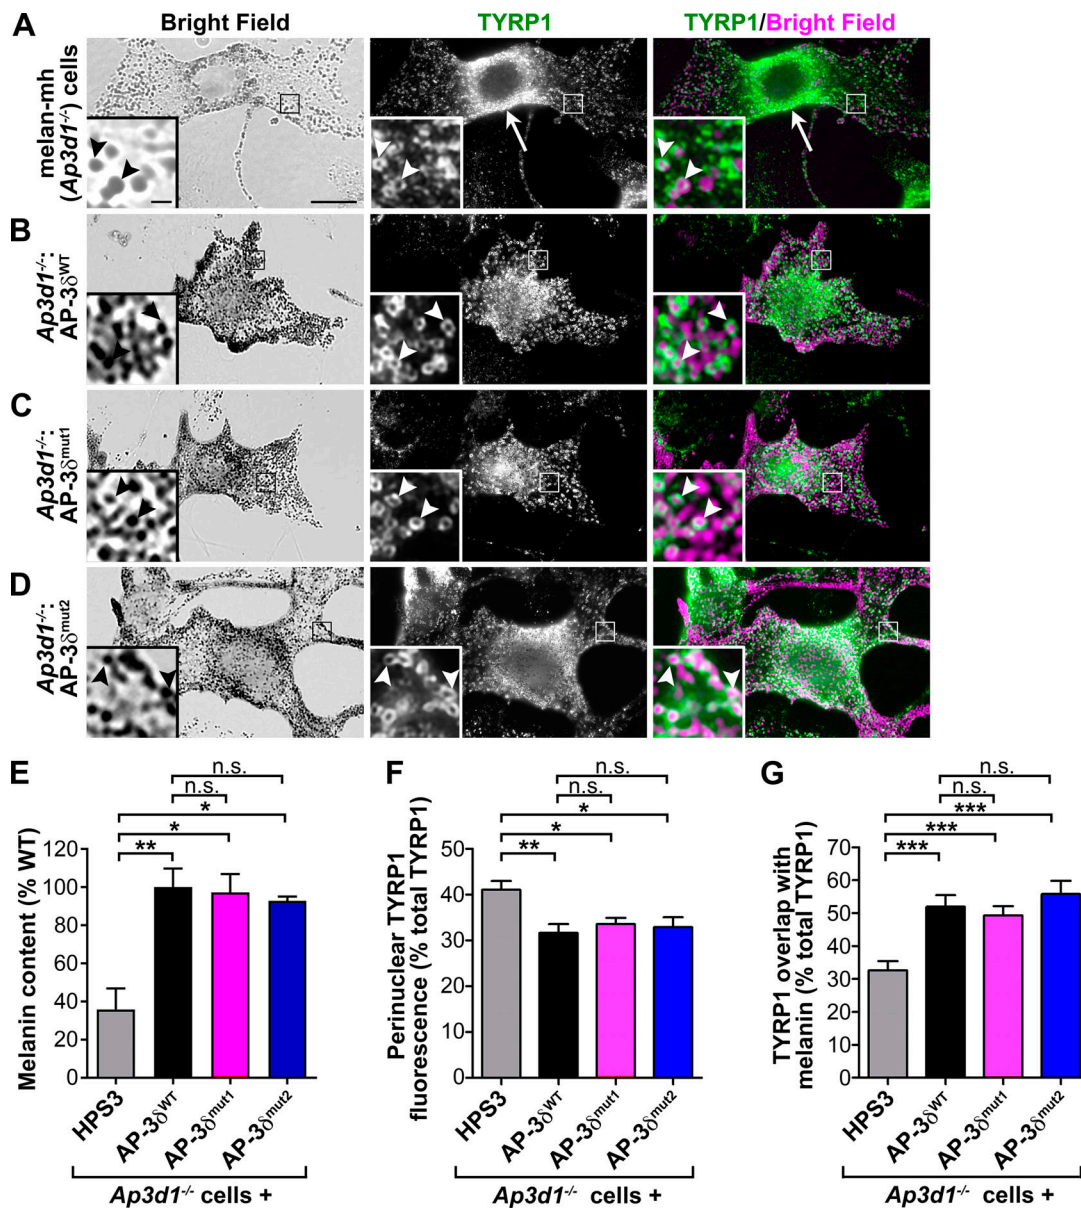 A
Bright Field
TYRP1
TYRP1/Bright Field
melan-mh
(Ap3d1-/-) cells
B
Ap3d1-/-:
AP-3δWT
C
Ap3d1-/-:
AP-3δmut1
D
Ap3d1-/-:
AP-3δmut2
E
n.s.
n.s.
*
*
**
Melanin content (% WT)
120
100
80
60
40
20
0
HPS3
AP-3δWT
AP-3δmut1
AP-3δmut2
Ap3d1-/- cells +
F
n.s.
n.s.
*
*
**
Perinuclear TYRP1
fluorescence (% total TYRP1)
50
40
30
20
10
0
HPS3
AP-3δWT
AP-3δmut1
AP-3δmut2
Ap3d1-/- cells +
G
n.s.
n.s.
***
***
***
TYRP1 overlap with
melanin (% total TYRP1)
70
60
50
40
30
20
10
0
HPS3
AP-3δWT
AP-3δmut1
AP-3δmut2
Ap3d1-/- cells +